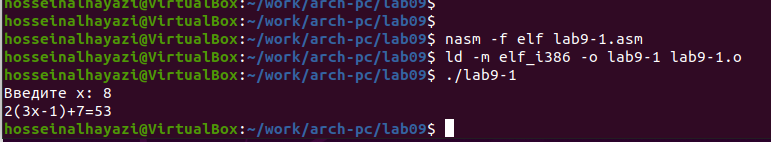 hosseinalhayazi@VirtualBox:~/work/arch-pc/lab09$
hosseinalhayazi@VirtualBox:~/work/arch-pc/lab09$
hosseinalhayazi@VirtualBox:~/work/arch-pc/lab09$ nasm -f elf lab9-1.asm
hosseinalhayazi@VirtualBox:~/work/arch-pc/lab09$ ld -m elf_i386 -o lab9-1 lab9-1.o
hosseinalhayazi@VirtualBox:~/work/arch-pc/lab09$ ./lab9-1
Введите x: 8
2(3x-1)+7=53
hosseinalhayazi@VirtualBox:~/work/arch-pc/lab09$